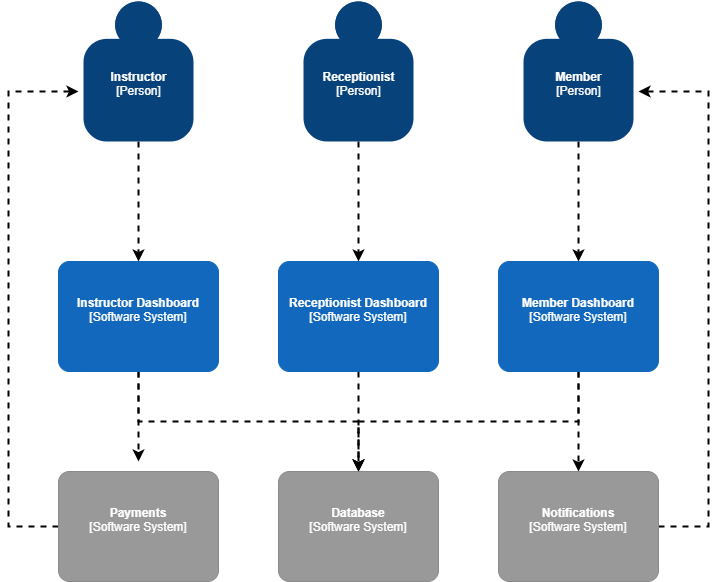 Instructor
[Person]
Receptionist
[Person]
Member
[Person]
Instructor Dashboard
[Software System]
Receptionist Dashboard
[Software System]
Member Dashboard
[Software System]
Payments
[Software System]
Database
[Software System]
Notifications
[Software System]